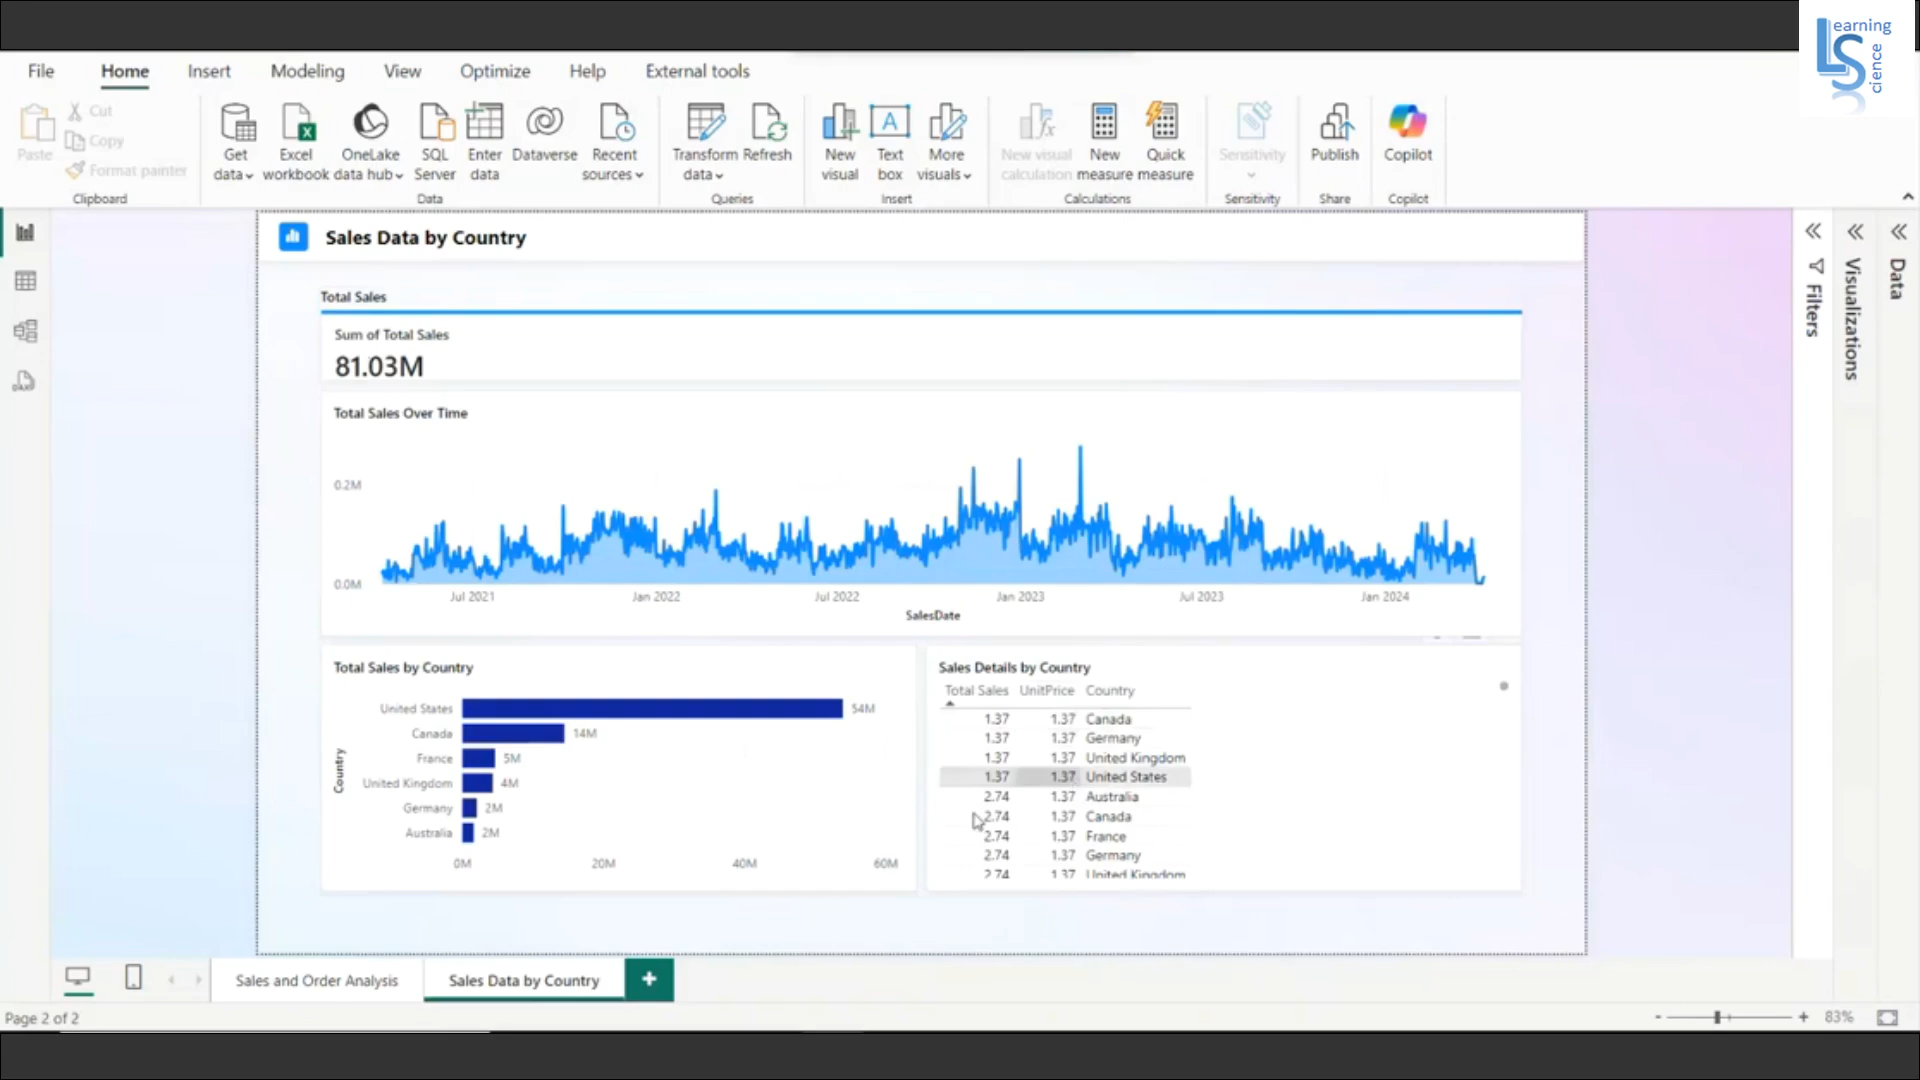 Learning Science
File Home Insert Modeling View Optimize Help External tools
Paste
Cut
Copy
Format painter
Clipboard
Get data
Excel workbook
OneLake data hub
SQL Server
Enter data
Dataverse
Recent sources
Data
Transform data
Refresh
Queries
New visual
Text box
More visuals
Insert
New visual calculation
New measure
Quick measure
Calculations
Sensitivity
Sensitivity
Publish
Share
Copilot
Copilot
Sales Data by Country
Total Sales
Sum of Total Sales
81.03M
Total Sales Over Time
0.2M
0.0M
Jul 2021 Jan 2022 Jul 2022 Jan 2023 Jul 2023 Jan 2024
SalesDate
Total Sales by Country
Country
United States 54M
Canada 14M
France 5M
United Kingdom 4M
Germany 2M
Australia 2M
0M 20M 40M 60M
Sales Details by Country
Total Sales UnitPrice Country
1.37 1.37 Canada
1.37 1.37 Germany
1.37 1.37 United Kingdom
1.37 1.37 United States
2.74 1.37 Australia
2.74 1.37 Canada
2.74 1.37 France
2.74 1.37 Germany
2.74 1.37 United Kingdom
Filters
Visualizations
Data
Sales and Order Analysis
Sales Data by Country
+
Page 2 of 2
- + 83%